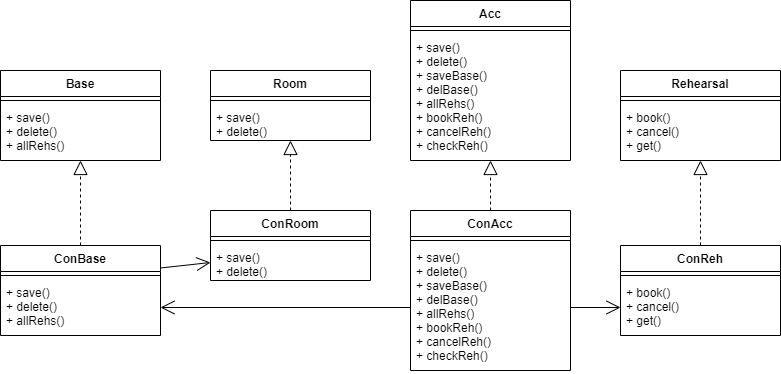 Acc
+ save()
+ delete()
+ saveBase()
+ delBase()
+ allRehs()
+ bookReh()
+ cancelReh()
+ checkReh()
Base
+ save()
+ delete()
+ allRehs()
Room
+ save()
+ delete()
Rehearsal
+ book()
+ cancel()
+ get()
ConBase
+ save()
+ delete()
+ allRehs()
ConRoom
+ save()
+ delete()
ConAcc
+ save()
+ delete()
+ saveBase()
+ delBase()
+ allRehs()
+ bookReh()
+ cancelReh()
+ checkReh()
ConReh
+ book()
+ cancel()
+ get()